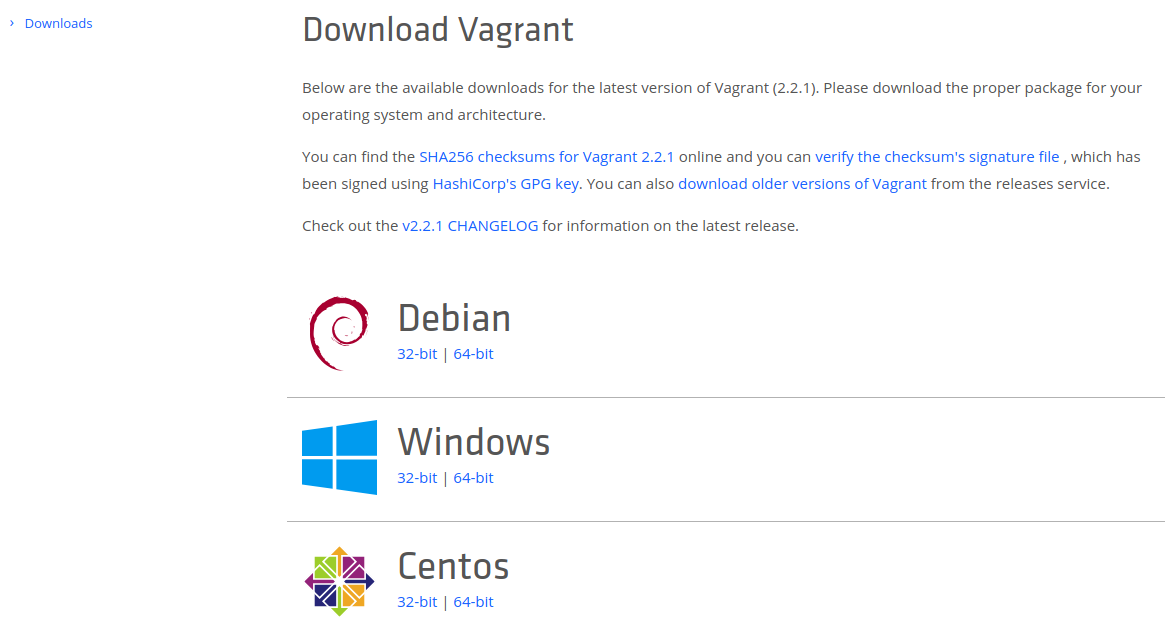 › Downloads
Download Vagrant
Below are the available downloads for the latest version of Vagrant (2.2.1). Please download the proper package for your
operating system and architecture.
You can find the SHA256 checksums for Vagrant 2.2.1 online and you can verify the checksum's signature file , which has
been signed using HashiCorp's GPG key. You can also download older versions of Vagrant from the releases service.
Check out the v2.2.1 CHANGELOG for information on the latest release.
Debian
32-bit | 64-bit
Windows
32-bit | 64-bit
Centos
32-bit | 64-bit